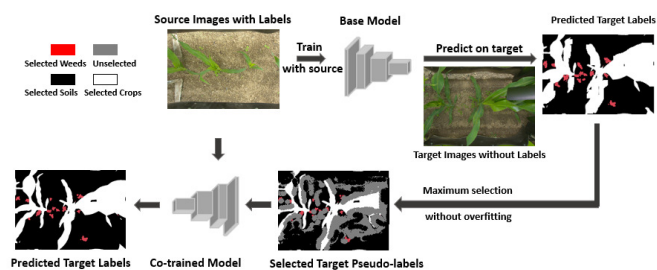 Source Images with Labels
Base Model
Predicted Target Labels
Selected Weeds Unselected
Selected Soils Selected Crops
Train
with source
Predict on target
Target Images without Labels
Maximum selection
without overfitting
Predicted Target Labels
Co-trained Model
Selected Target Pseudo-labels